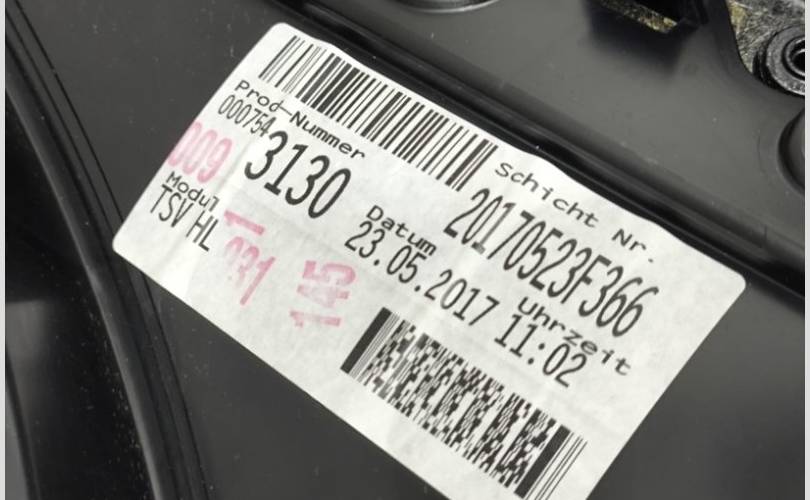 Prod-Nummer
000754 3130
Schicht Nr.
20170523F366
009
Modul
TSV HL
Datum
23.05.2017
Uhrzeit
11:02
031
145